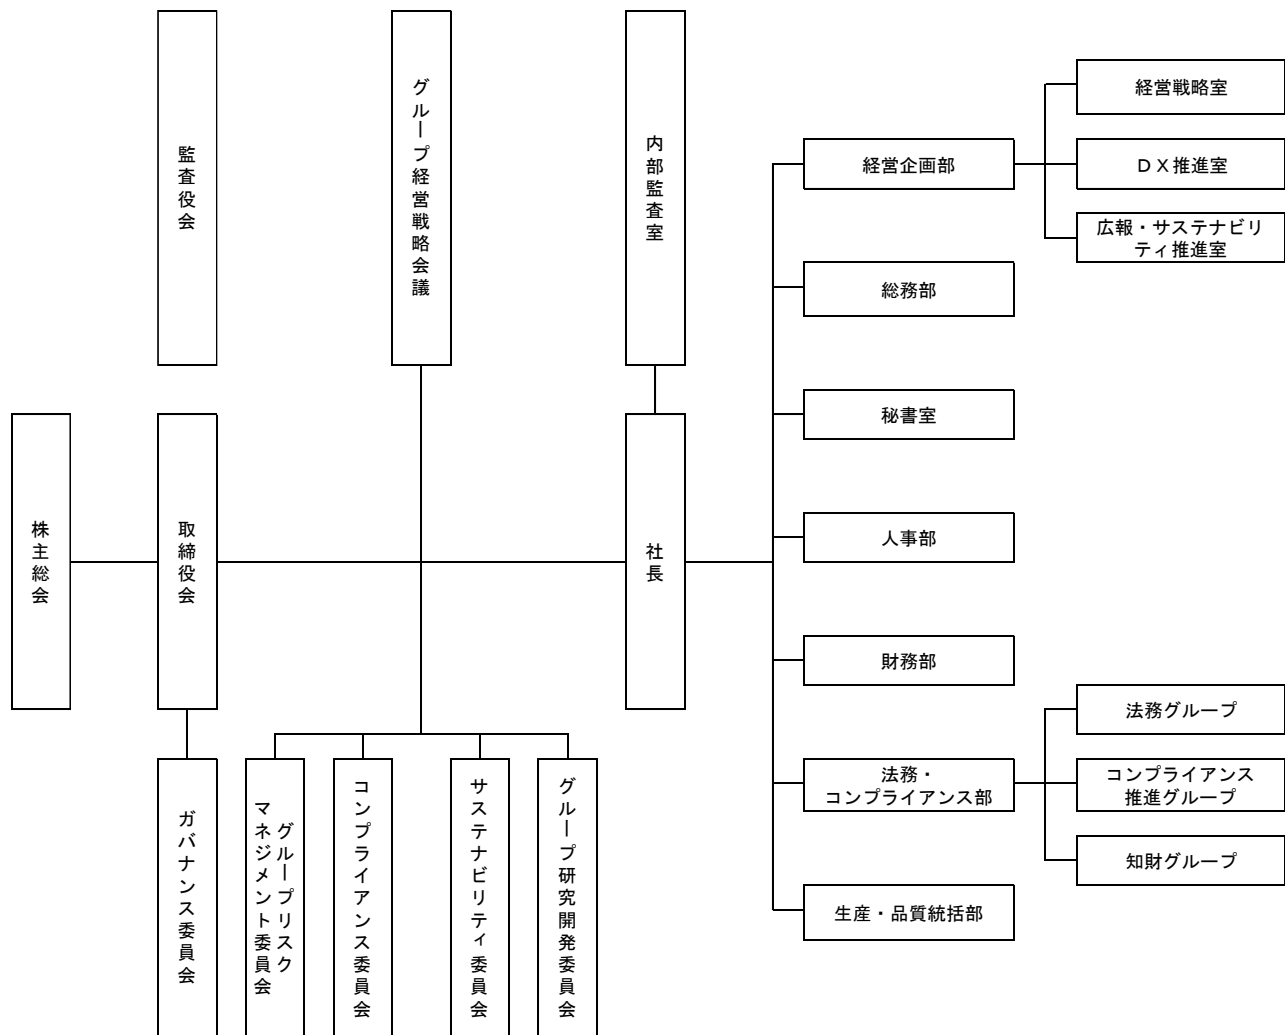 監査役会
グループ経営戦略会議
内部監査室
株主総会
取締役会
社長
ガバナンス委員会
グループリスク
マネジメント委員会
コンプライアンス委員会
サステナビリティ委員会
グループ研究開発委員会
経営企画部
経営戦略室
ＤＸ推進室
広報・サステナビリ
ティ推進室
総務部
秘書室
人事部
財務部
法務・
コンプライアンス部
法務グループ
コンプライアンス
推進グループ
知財グループ
生産・品質統括部